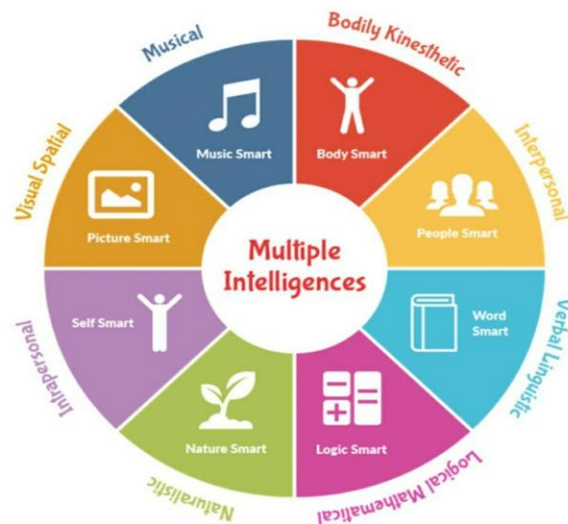 Multiple
Intelligences
Musical
Music Smart
Bodily Kinesthetic
Body Smart
Interpersonal
People Smart
Verbal Linguistic
Word
Smart
Logical Mathematical
Logic Smart
Naturalistic
Nature Smart
Intrapersonal
Self Smart
Visual Spatial
Picture Smart